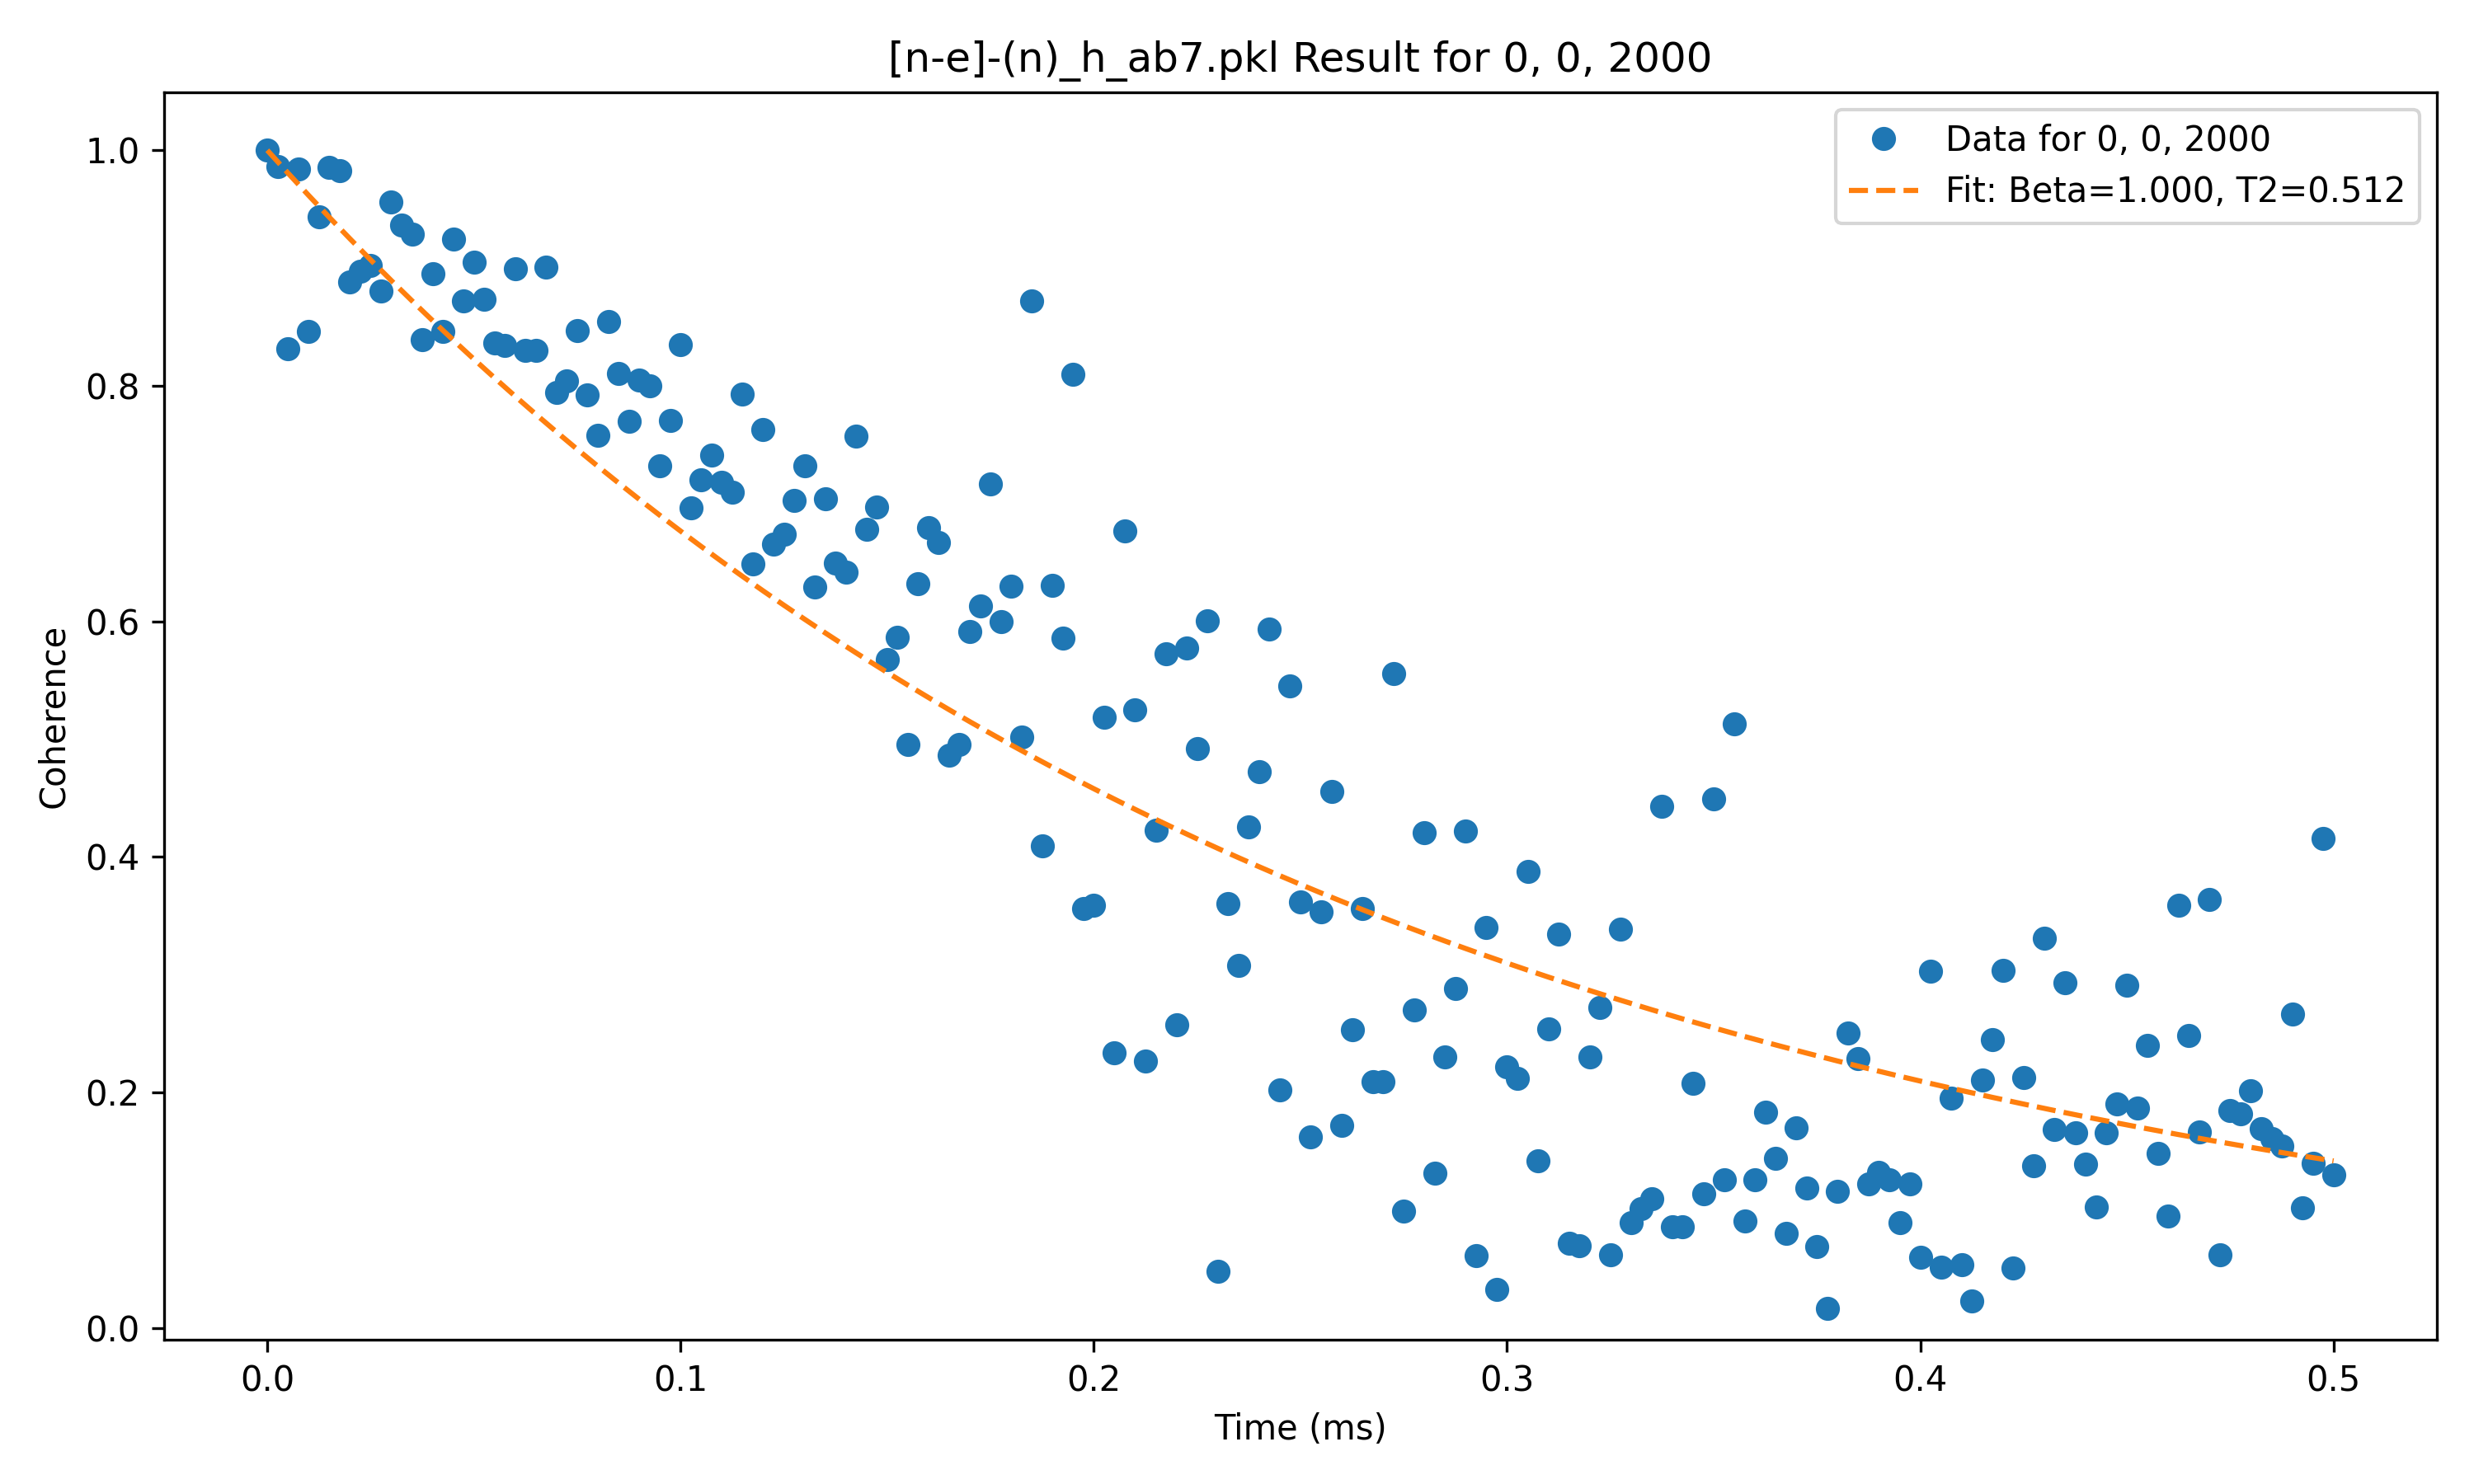 [n-e]-(n)_h_ab7.pkl Result for 0, 0, 2000
Data for 0, 0, 2000
Fit: Beta=1.000, T2=0.512
Coherence
1.0
0.8
0.6
0.4
0.2
0.0
0.0 0.1 0.2 0.3 0.4 0.5
Time (ms)